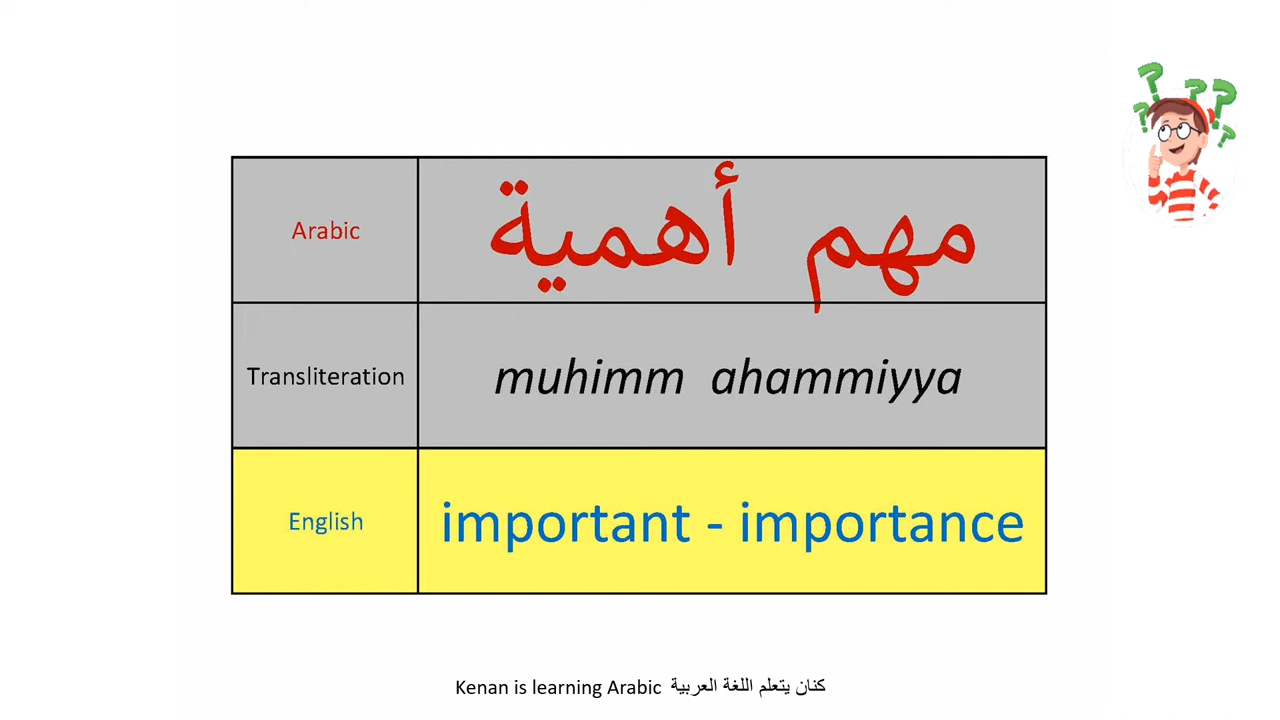 Arabic
مهم أهمية
Transliteration
muhimm ahammiyya
English
important - importance
Kenan is learning Arabic كنان يتعلم اللغة العربية